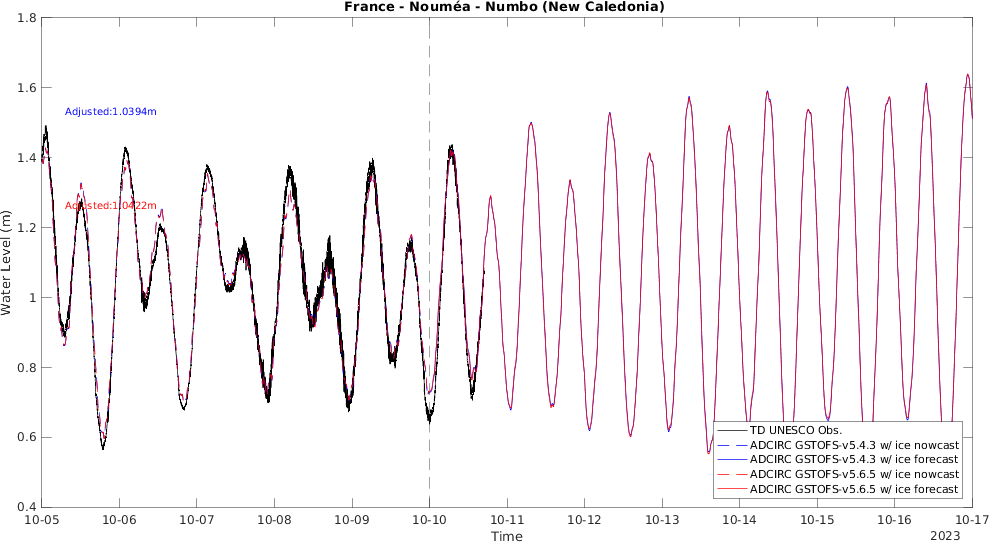 France - Nouméa - Numbo (New Caledonia)
1.8
1.6
1.4
1.2
1
0.8
0.6
0.4
Water Level (m)
Adjusted:1.0394m
Adjusted:1.0422m
TD UNESCO Obs.
ADCIRC GSTOFS-v5.4.3 w/ ice nowcast
ADCIRC GSTOFS-v5.4.3 w/ ice forecast
ADCIRC GSTOFS-v5.6.5 w/ ice nowcast
ADCIRC GSTOFS-v5.6.5 w/ ice forecast
10-05 10-06 10-07 10-08 10-09 10-10 10-11 10-12 10-13 10-14 10-15 10-16 10-17
Time
2023